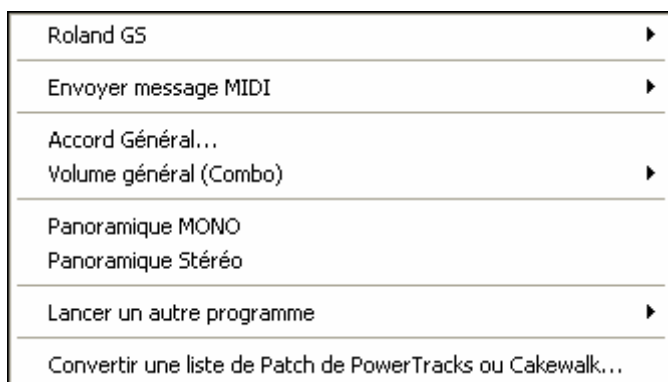 Roland GS
Envoyer message MIDI
Accord Général...
Volume général (Combo)
Panoramique MONO
Panoramique Stéréo
Lancer un autre programme
Convertir une liste de Patch de PowerTracks ou Cakewalk...